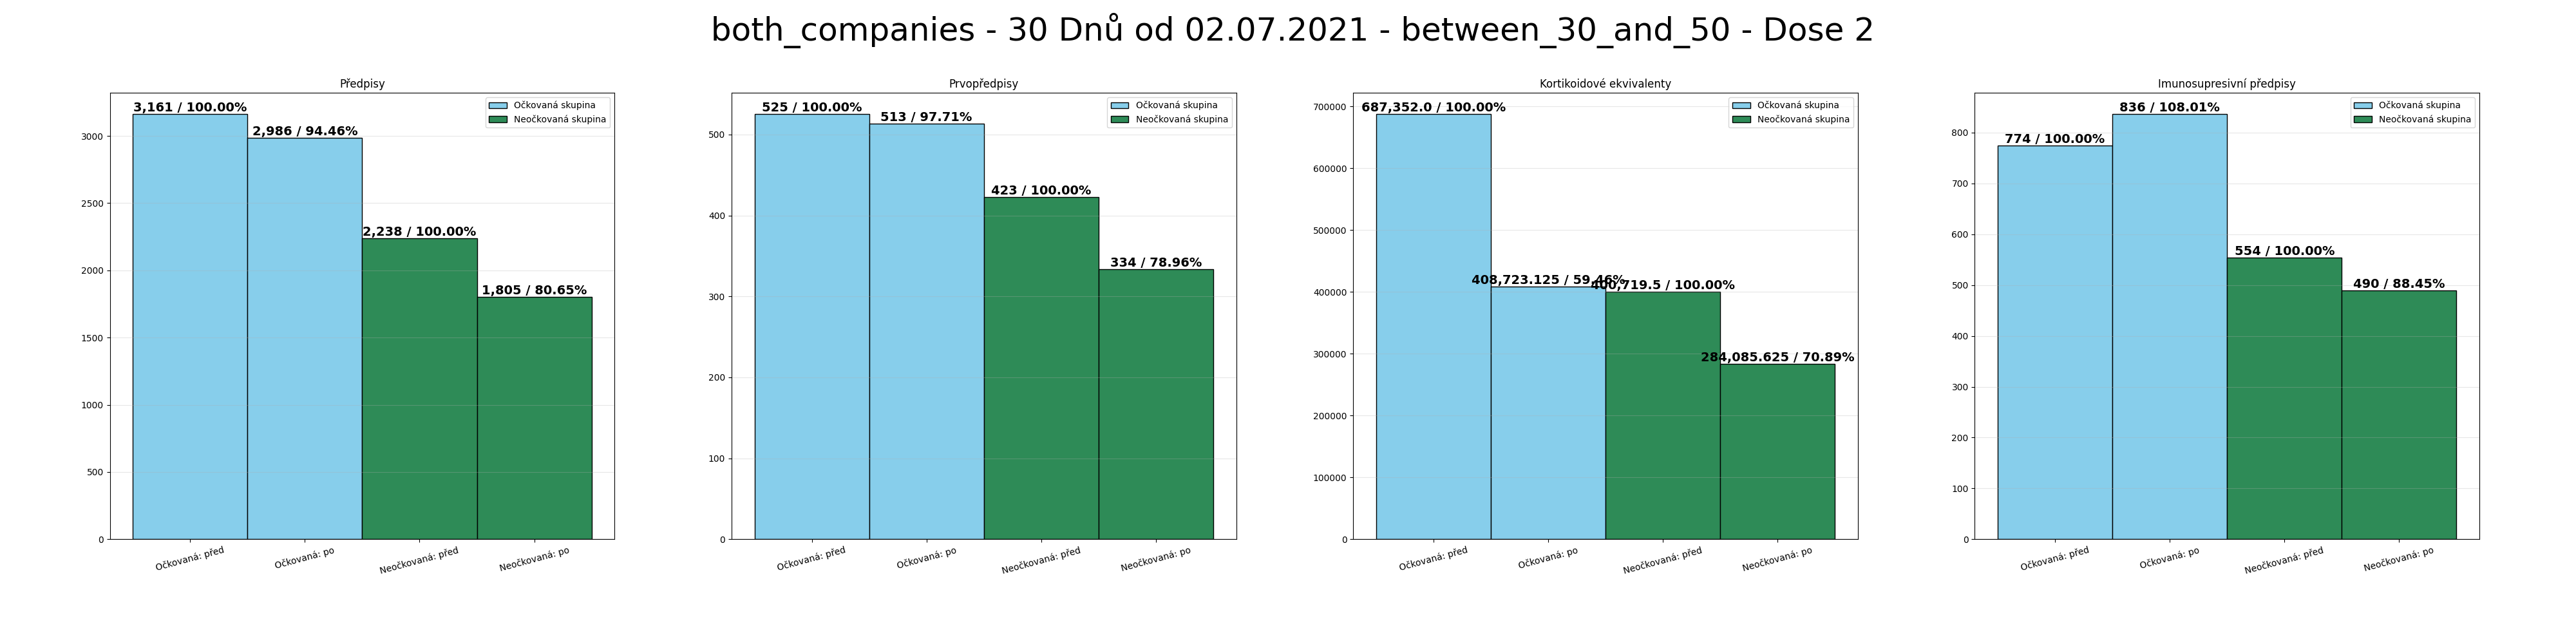 both_companies - 30 Dnů od 02.07.2021 - between_30_and_50 - Dose 2
Předpisy
3,161 / 100.00%
2,986 / 94.46%
2,238 / 100.00%
1,805 / 80.65%
Očkovaná skupina
Neočkovaná skupina
3000
2500
2000
1500
1000
500
0
Očkovaná: před
Očkovaná: po
Neočkovaná: před
Neočkovaná: po
Prvopředpisy
525 / 100.00%
513 / 97.71%
423 / 100.00%
334 / 78.96%
Očkovaná skupina
Neočkovaná skupina
500
400
300
200
100
0
Očkovaná: před
Očkovaná: po
Neočkovaná: před
Neočkovaná: po
Kortikoidové ekvivalenty
687,352.0 / 100.00%
408,723.125 / 59.46%
400,719.5 / 100.00%
284,085.625 / 70.89%
Očkovaná skupina
Neočkovaná skupina
700000
600000
500000
400000
300000
200000
100000
0
Očkovaná: před
Očkovaná: po
Neočkovaná: před
Neočkovaná: po
Imunosupresivní předpisy
774 / 100.00%
836 / 108.01%
554 / 100.00%
490 / 88.45%
Očkovaná skupina
Neočkovaná skupina
800
700
600
500
400
300
200
100
0
Očkovaná: před
Očkovaná: po
Neočkovaná: před
Neočkovaná: po